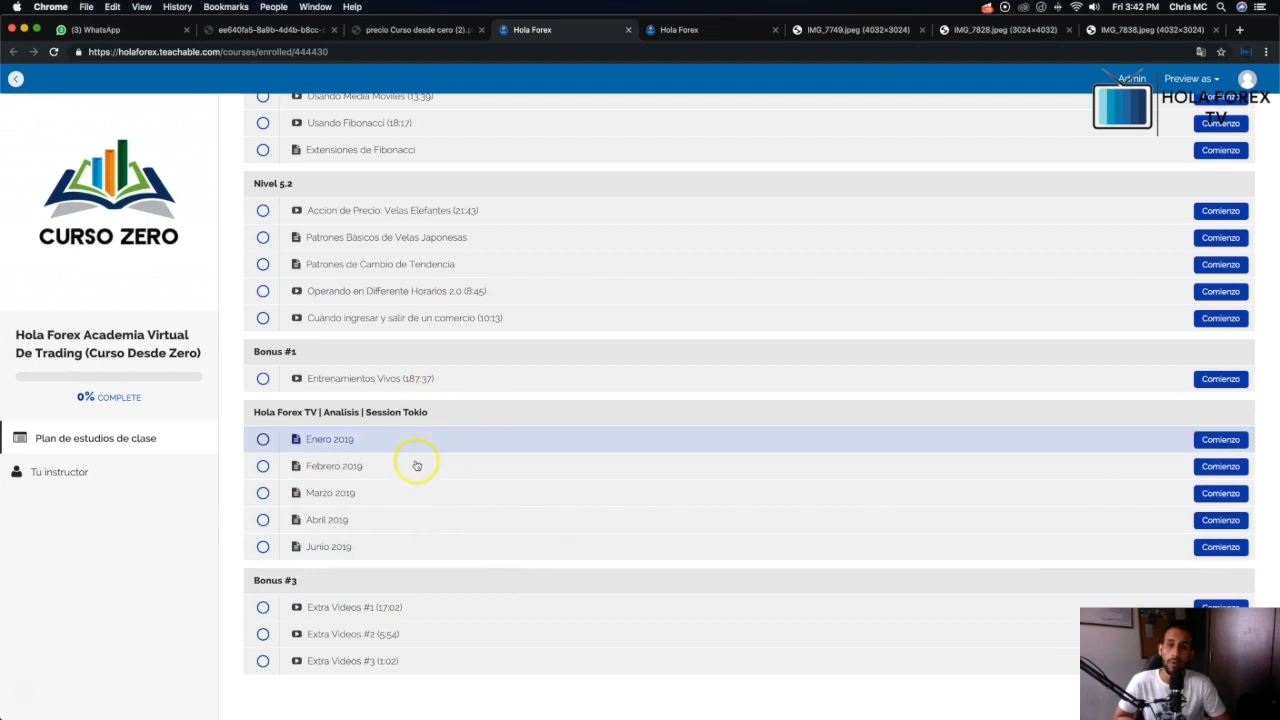 Chrome File Edit View History Bookmarks People Window Help Fri 3:42 PM Chris MC
(3) WhatsApp ee640fa5-8a9b-4d4b-b8cc- precio Curso desde cero (2).p Hola Forex Hola Forex IMG_7749.jpeg (4032×3024) IMG_7828.jpeg (3024×4032) IMG_7838.jpeg (4032×3024)
https://holaforex.teachable.com/courses/enrolled/444430
Admin Preview as
HOLA FOREX
TV
Usando Media Moviles (13:39)
Usando Fibonacci (18:17) Comienzo
Extensiones de Fibonacci Comienzo
Nivel 5.2
Accion de Precio: Velas Elefantes (21:43) Comienzo
Patrones Básicos de Velas Japonesas Comienzo
Patrones de Cambio de Tendencia Comienzo
Operando en Differente Horarios 2.0 (8:45) Comienzo
Cuándo ingresar y salir de un comercio (10:13) Comienzo
Bonus #1
Entrenamientos Vivos (187:37) Comienzo
Hola Forex TV | Analisis | Session Tokio
Enero 2019 Comienzo
Febrero 2019 Comienzo
Marzo 2019 Comienzo
Abril 2019 Comienzo
Junio 2019 Comienzo
Bonus #3
Extra Videos #1 (17:02) Comienzo
Extra Videos #2 (5:54)
Extra Videos #3 (1:02)
CURSO ZERO
Hola Forex Academia Virtual
De Trading (Curso Desde Zero)
0% COMPLETE
Plan de estudios de clase
Tu instructor